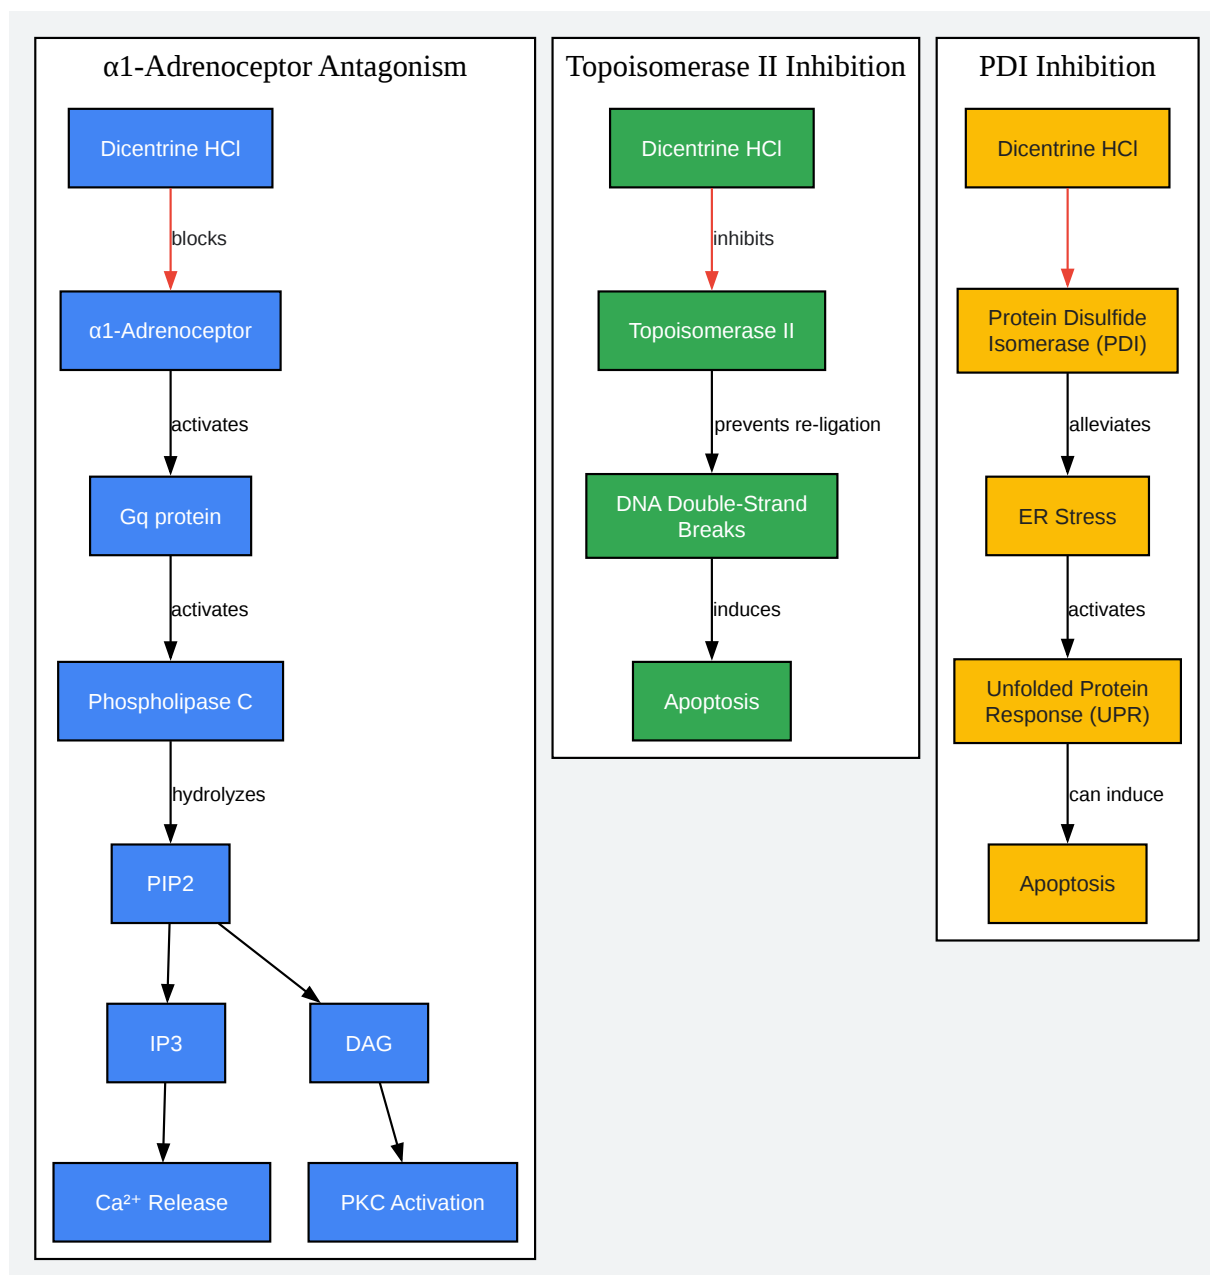 α1-Adrenoceptor Antagonism
Dicentrine HCl
blocks
α1-Adrenoceptor
activates
Gq protein
activates
Phospholipase C
hydrolyzes
PIP2
IP3
DAG
Ca²⁺ Release
PKC Activation
Topoisomerase II Inhibition
Dicentrine HCl
inhibits
Topoisomerase II
prevents re-ligation
DNA Double-Strand
Breaks
induces
Apoptosis
PDI Inhibition
Dicentrine HCl
Protein Disulfide
Isomerase (PDI)
alleviates
ER Stress
activates
Unfolded Protein
Response (UPR)
can induce
Apoptosis